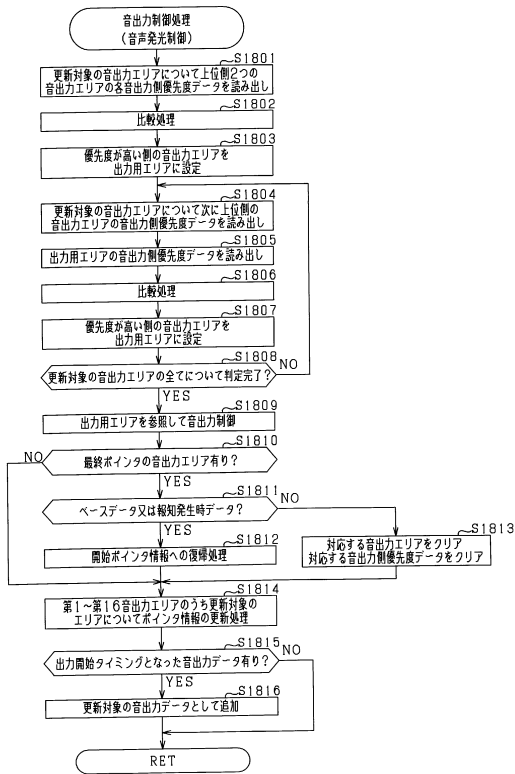 音出力制御処理
(音声発光制御)
S1801
更新対象の音出力エリアについて上位側2つの
音出力エリアの各音出力側優先度データを読み出し
S1802
比較処理
S1803
優先度が高い側の音出力エリアを
出力用エリアに設定
S1804
更新対象の音出力エリアについて次に上位側の
音出力エリアの音出力側優先度データを読み出し
S1805
出力用エリアの音出力側優先度データを読み出し
S1806
比較処理
S1807
優先度が高い側の音出力エリアを
出力用エリアに設定
S1808
NO
更新対象の音出力エリアの全てについて判定完了?
YES
S1809
出力用エリアを参照して音出力制御
S1810
NO
最終ポインタの音出力エリア有り?
YES
S1811
NO
ベースデータ又は報知発生時データ?
YES
S1812
開始ポインタ情報への復帰処理
S1813
対応する音出力エリアをクリア
対応する音出力側優先度データをクリア
S1814
第1~第16音出力エリアのうち更新対象の
エリアについてポインタ情報の更新処理
S1815
NO
出力開始タイミングとなった音出力データ有り?
YES
S1816
更新対象の音出力データとして追加
RET